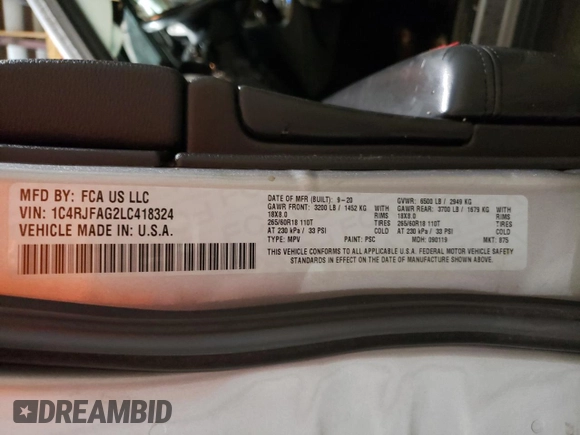 MFD BY: FCA US LLC
VIN: 1C4RJFAG2LC418324
VEHICLE MADE IN: U.S.A.
DATE OF MFR (BUILT): 9-20 GVWR: 6500 LB / 2949 KG
GAWR FRONT: 3200 LB / 1452 KG WITH GAWR REAR: 3700 LB / 1679 KG WITH
18X8.0 RIMS 18X8.0 RIMS
265/60R18 110T TIRES 265/60R18 110T TIRES
AT 230 kPa / 33 PSI COLD AT 230 kPa / 33 PSI COLD
TYPE: MPV PAINT: PSC MDH: 090119 MKT: 875
THIS VEHICLE CONFORMS TO ALL APPLICABLE U.S.A. FEDERAL MOTOR VEHICLE SAFETY
STANDARDS IN EFFECT ON THE DATE OF MANUFACTURE SHOWN ABOVE.
DREAMBID